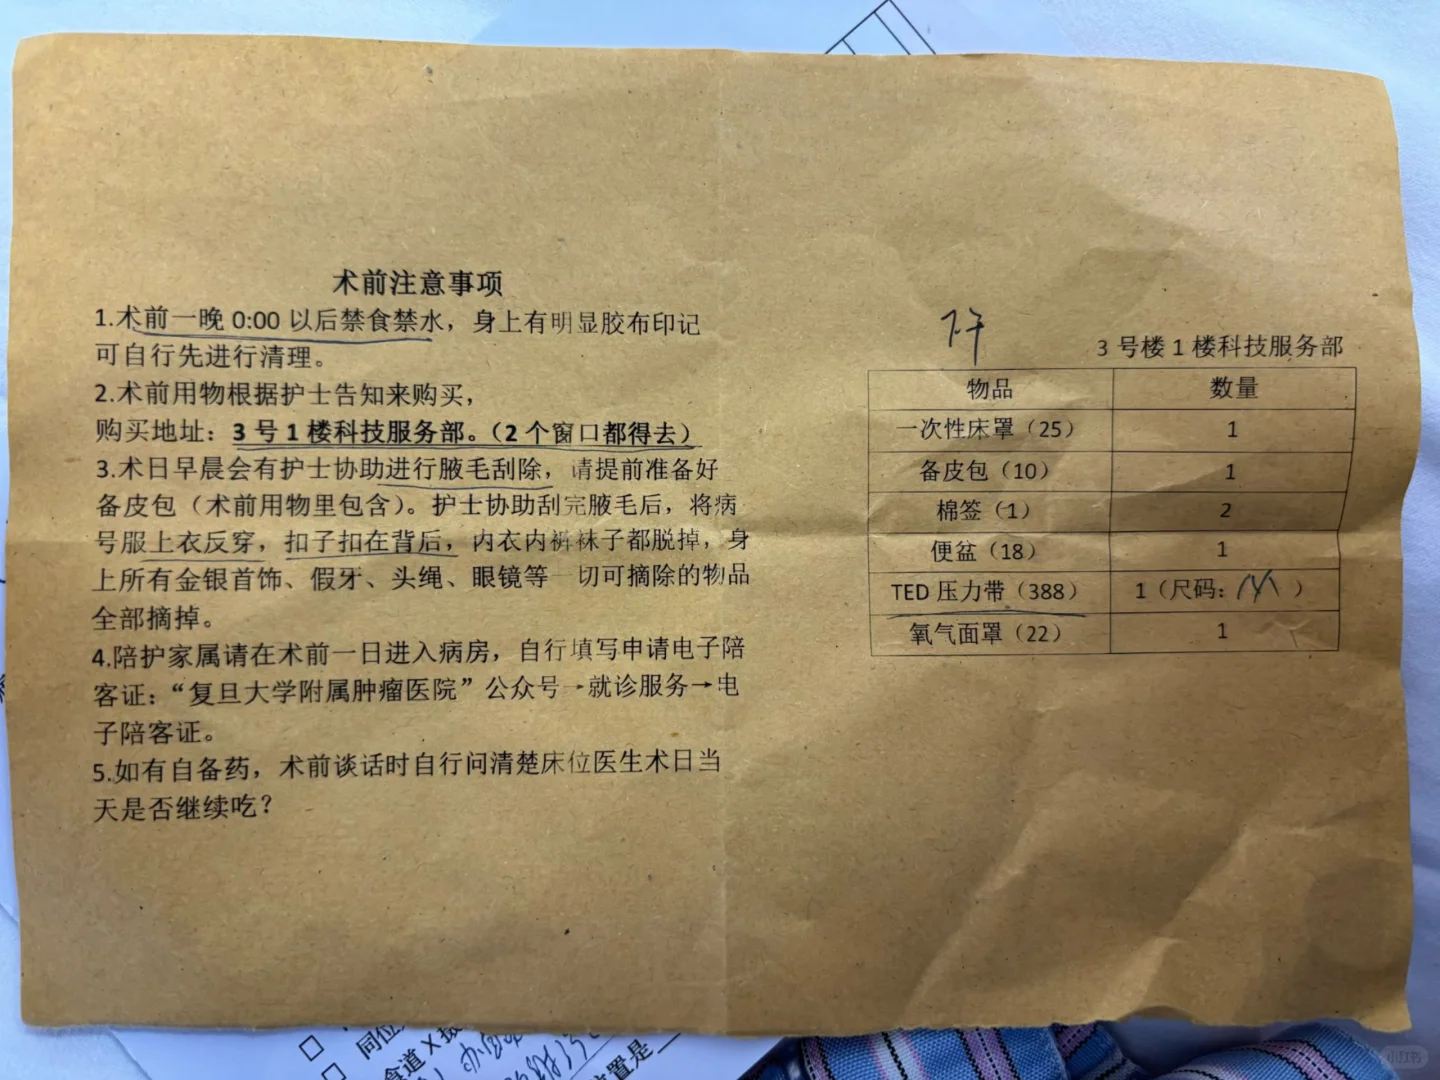 术前注意事项
1.术前一晚 0:00 以后禁食禁水，身上有明显胶布印记
可自行先进行清理。
2.术前用物根据护士告知来购买，
购买地址：3 号 1 楼科技服务部。（2 个窗口都得去）
3.术日早晨会有护士协助进行腋毛刮除，请提前准备好
备皮包（术前用物里包含）。护士协助刮完腋毛后，将病
号服上衣反穿，扣子扣在背后，内衣内裤袜子都脱掉，身
上所有金银首饰、假牙、头绳、眼镜等一切可摘除的物品
全部摘掉。
4.陪护家属请在术前一日进入病房，自行填写申请电子陪
客证：“复旦大学附属肿瘤医院”公众号→就诊服务→电
子陪客证。
5.如有自备药，术前谈话时自行问清楚床位医生术日当
天是否继续吃？
3 号楼 1 楼科技服务部
物品 数量
一次性床罩（25） 1
备皮包（10） 1
棉签（1） 2
便盆（18） 1
TED 压力带（388） 1（尺码： ）
氧气面罩（22） 1
同位
食道 X
置是
小红书